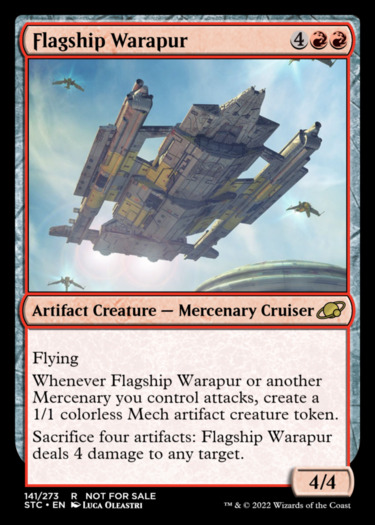 Flagship Warapur 4
Artifact Creature — Mercenary Cruiser
Flying
Whenever Flagship Warapur or another
Mercenary you control attacks, create a
1/1 colorless Mech artifact creature token.
Sacrifice four artifacts: Flagship Warapur
deals 4 damage to any target.
4/4
141/273 R NOT FOR SALE
STC • EN Luca Oleastri
™ & © 2022 Wizards of the Coast